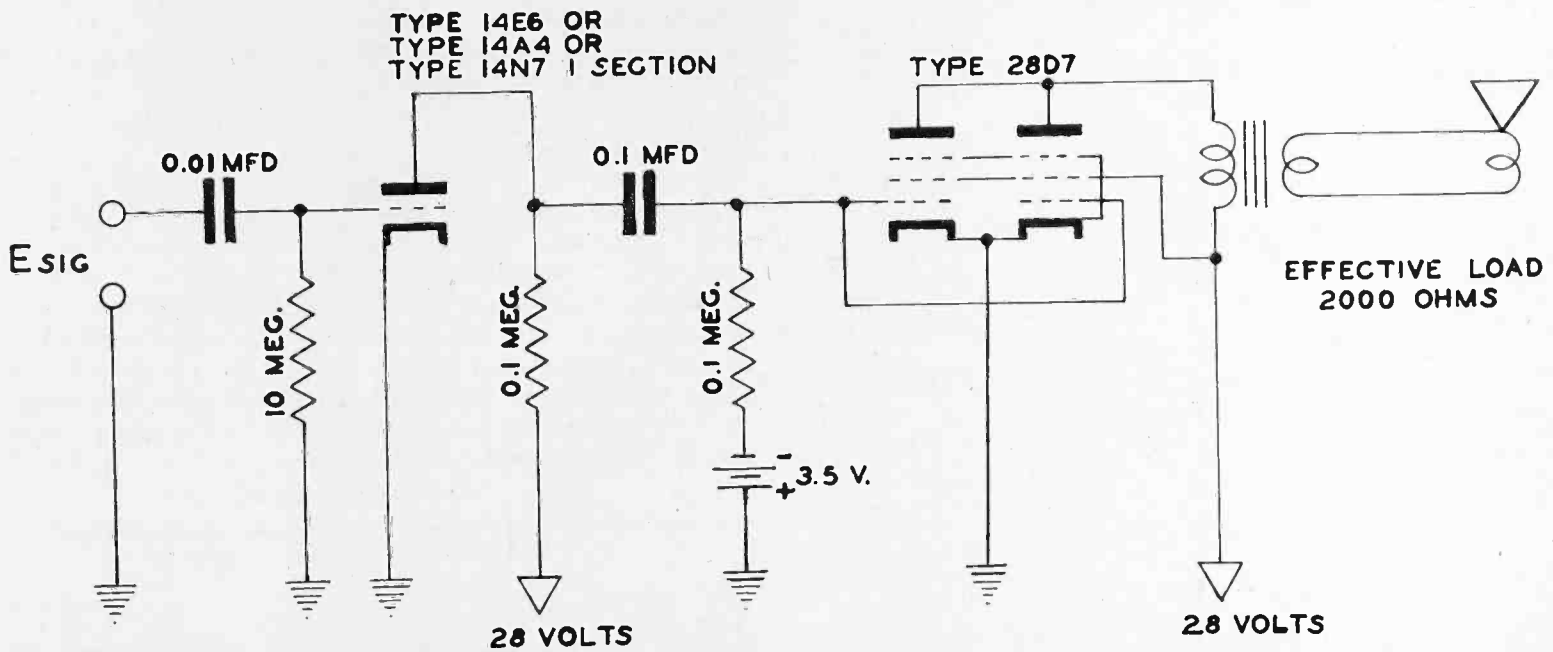 TYPE 14E6 OR
TYPE 14A4 OR
TYPE 14N7 1 SECTION
TYPE 28D7
0.01 MFD
0.1 MFD
E SIG
10 MEG.
0.1 MEG.
0.1 MEG.
-
+
3.5 V.
EFFECTIVE LOAD
2000 OHMS
28 VOLTS
28 VOLTS